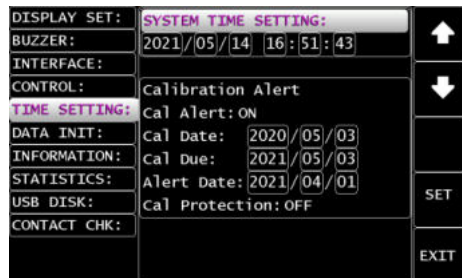 DISPLAY SET:
BUZZER:
INTERFACE:
CONTROL:
TIME SETTING:
DATA INIT:
INFORMATION:
STATISTICS:
USB DISK:
CONTACT CHK:
SYSTEM TIME SETTING:
2021/05/14 16:51:43
Calibration Alert
Cal Alert:ON
Cal Date: 2020/05/03
Cal Due: 2021/05/03
Alert Date:2021/04/01
Cal Protection:OFF
SET
EXIT